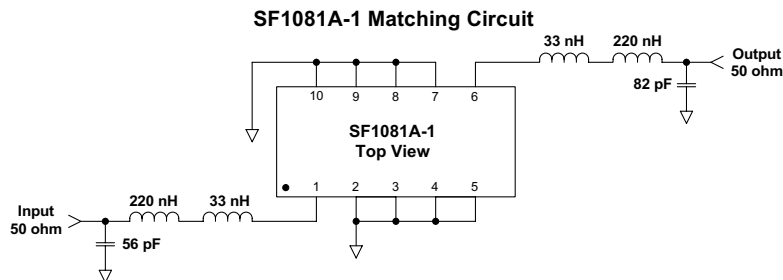 SF1081A-1 Matching Circuit
33 nH 220 nH
Output
50 ohm
82 pF
10 9 8 7 6
SF1081A-1
Top View
1 2 3 4 5
220 nH 33 nH
Input
50 ohm
56 pF